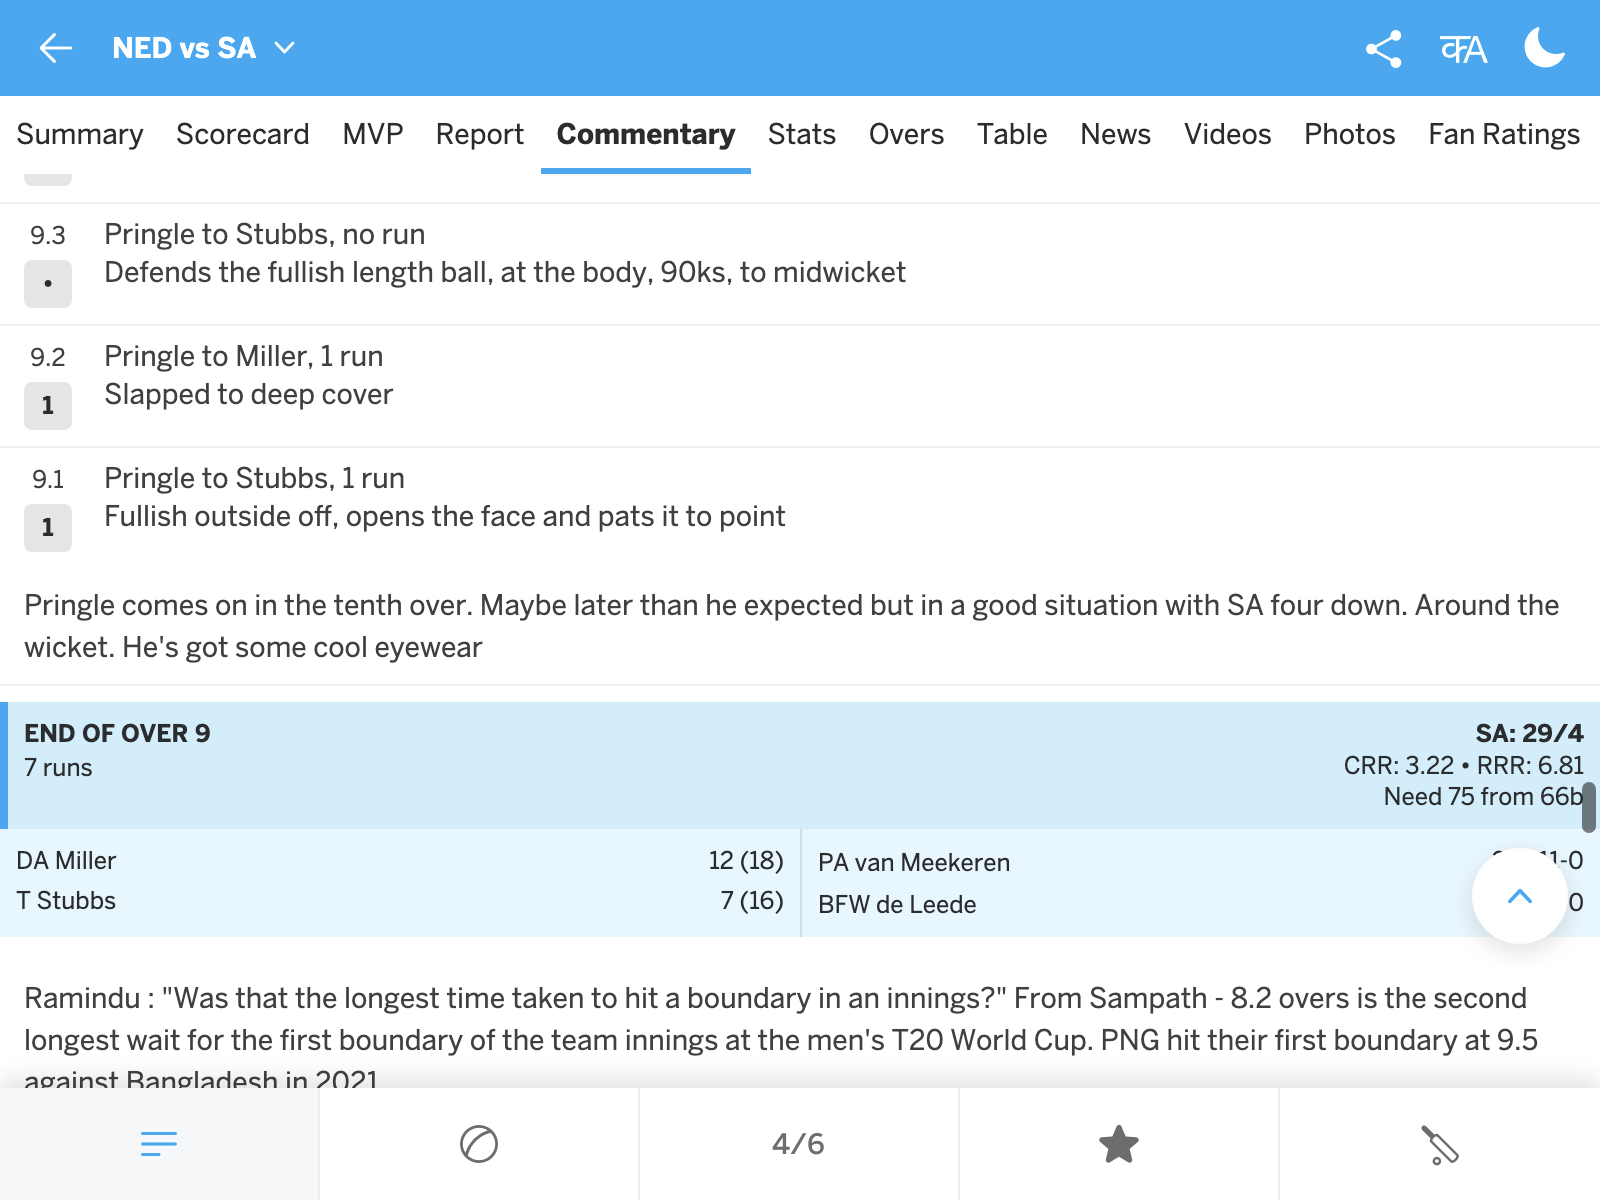 NED vs SA
क A
Summary Scorecard MVP Report Commentary Stats Overs Table News Videos Photos Fan Ratings
9.3 Pringle to Stubbs, no run
• Defends the fullish length ball, at the body, 90ks, to midwicket
9.2 Pringle to Miller, 1 run
1 Slapped to deep cover
9.1 Pringle to Stubbs, 1 run
1 Fullish outside off, opens the face and pats it to point
Pringle comes on in the tenth over. Maybe later than he expected but in a good situation with SA four down. Around the
wicket. He's got some cool eyewear
END OF OVER 9 SA: 29/4
7 runs CRR: 3.22 • RRR: 6.81
Need 75 from 66b
DA Miller 12 (18) PA van Meekeren
T Stubbs 7 (16) BFW de Leede
Ramindu : "Was that the longest time taken to hit a boundary in an innings?" From Sampath - 8.2 overs is the second
longest wait for the first boundary of the team innings at the men's T20 World Cup. PNG hit their first boundary at 9.5
against Bangladesh in 2021
4/6